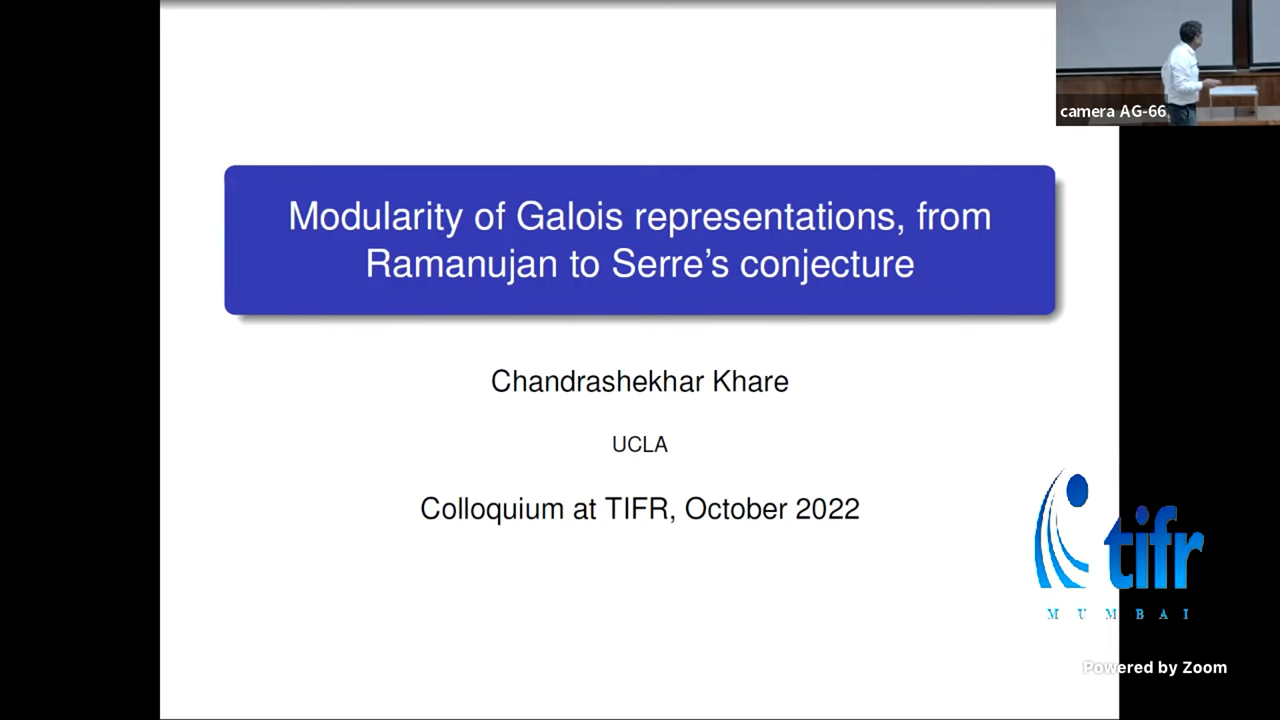 camera AG-66
Modularity of Galois representations, from
Ramanujan to Serre's conjecture
Chandrashekhar Khare
UCLA
Colloquium at TIFR, October 2022
tifr
MUMBAI
Powered by Zoom